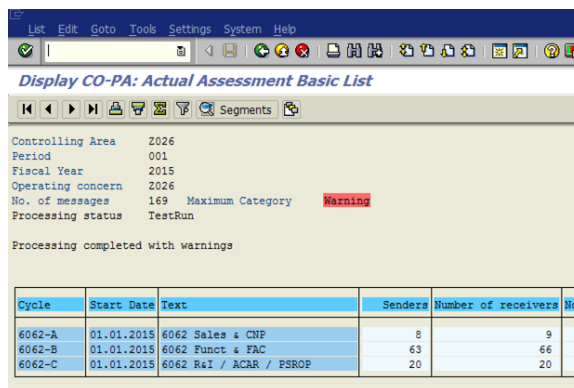 List Edit Goto Tools Settings System Help
Display CO-PA: Actual Assessment Basic List
Segments
Controlling Area Z026
Period 001
Fiscal Year 2015
Operating concern Z026
No. of messages 169 Maximum Category Warning
Processing status TestRun
Processing completed with warnings
Cycle Start Date Text Senders Number of receivers
6062-A 01.01.2015 6062 Sales & CNP 8 9
6062-B 01.01.2015 6062 Funct & FAC 63 66
6062-C 01.01.2015 6062 R&I / ACAR / PSROP 20 20